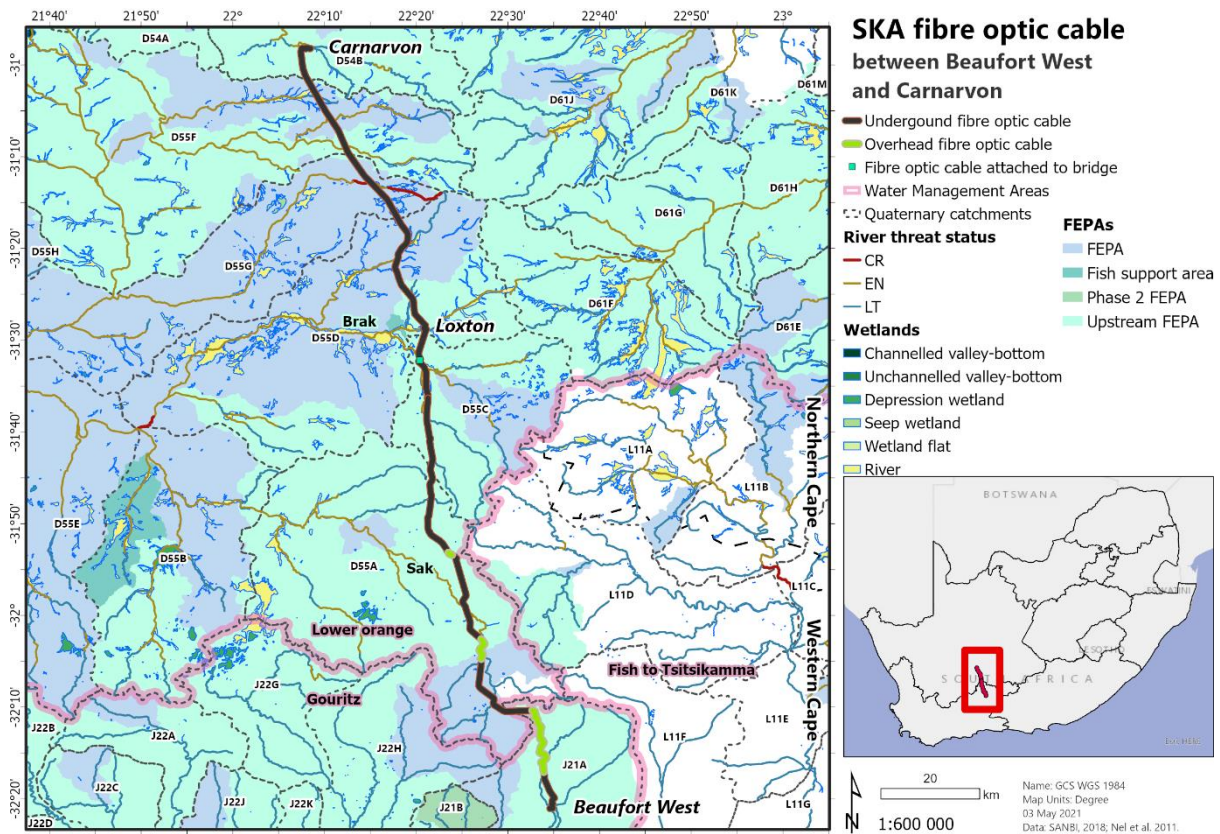 21°40' 21°50' 22° 22°10' 22°20' 22°30' 22°40' 22°50' 23°
-31°
-31°10'
-31°20'
-31°30'
-31°40'
-31°50'
-32°
-32°10'
-32°20'
D54A
Carnarvon
D54B
D61M
D61K
D61J
D55F
D61H
D61G
D55H
D55G
D61F
Brak
Loxton
D55D
D61E
D55C
Northern Cape
L11A
L11B
D55E
D55B
D55A
Sak
L11C
L11D
Lower orange
Western Cape
Fish to Tsitsikamma
J22G
Gouritz
J22B
J22A
L11E
J22H
L11F
J21A
J22C
J22J
J22K
J21B
Beaufort West
L11G
J22D
SKA fibre optic cable
between Beaufort West
and Carnarvon
Undergound fibre optic cable
Overhead fibre optic cable
Fibre optic cable attached to bridge
Water Management Areas
Quaternary catchments
River threat status
CR
EN
LT
Wetlands
Channelled valley-bottom
Unchannelled valley-bottom
Depression wetland
Seep wetland
Wetland flat
River
FEPAs
FEPA
Fish support area
Phase 2 FEPA
Upstream FEPA
BOTSWANA
ESWATINI
LESOTHO
SOUTH AFRICA
N
20
km
1:600 000
Name: GCS WGS 1984
Map Units: Degree
03 May 2021
Data: SANBI, 2018; Nel et al. 2011.